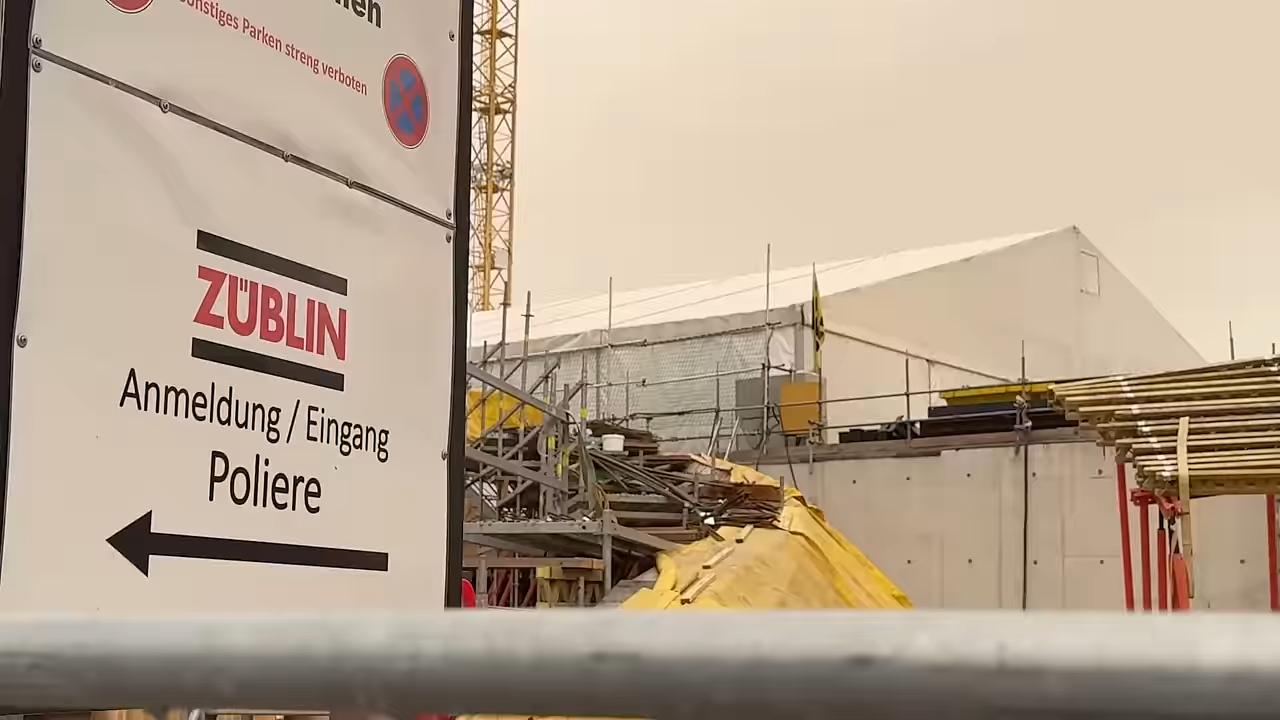 sonstiges Parken streng verboten
ZÜBLIN
Anmeldung / Eingang
Poliere